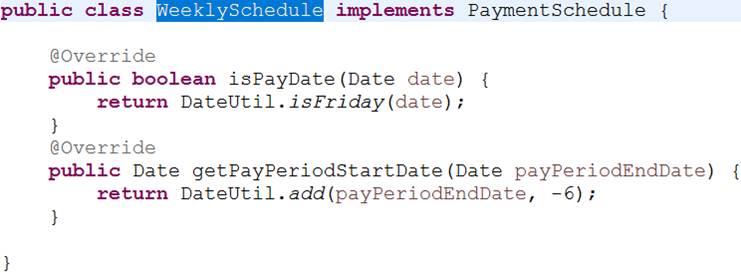 public class WeeklySchedule implements PaymentSchedule {
@Override
public boolean isPayDate(Date date) {
return DateUtil.isFriday(date);
}
@Override
public Date getPayPeriodStartDate(Date payPeriodEndDate) {
return DateUtil.add(payPeriodEndDate, -6);
}
}